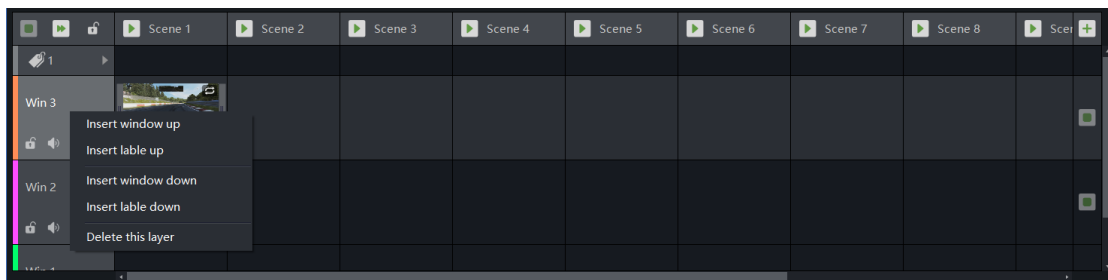 Scene 1 Scene 2 Scene 3 Scene 4 Scene 5 Scene 6 Scene 7 Scene 8
1
Win 3
Insert window up
Insert lable up
Win 2
Insert window down
Insert lable down
Delete this layer